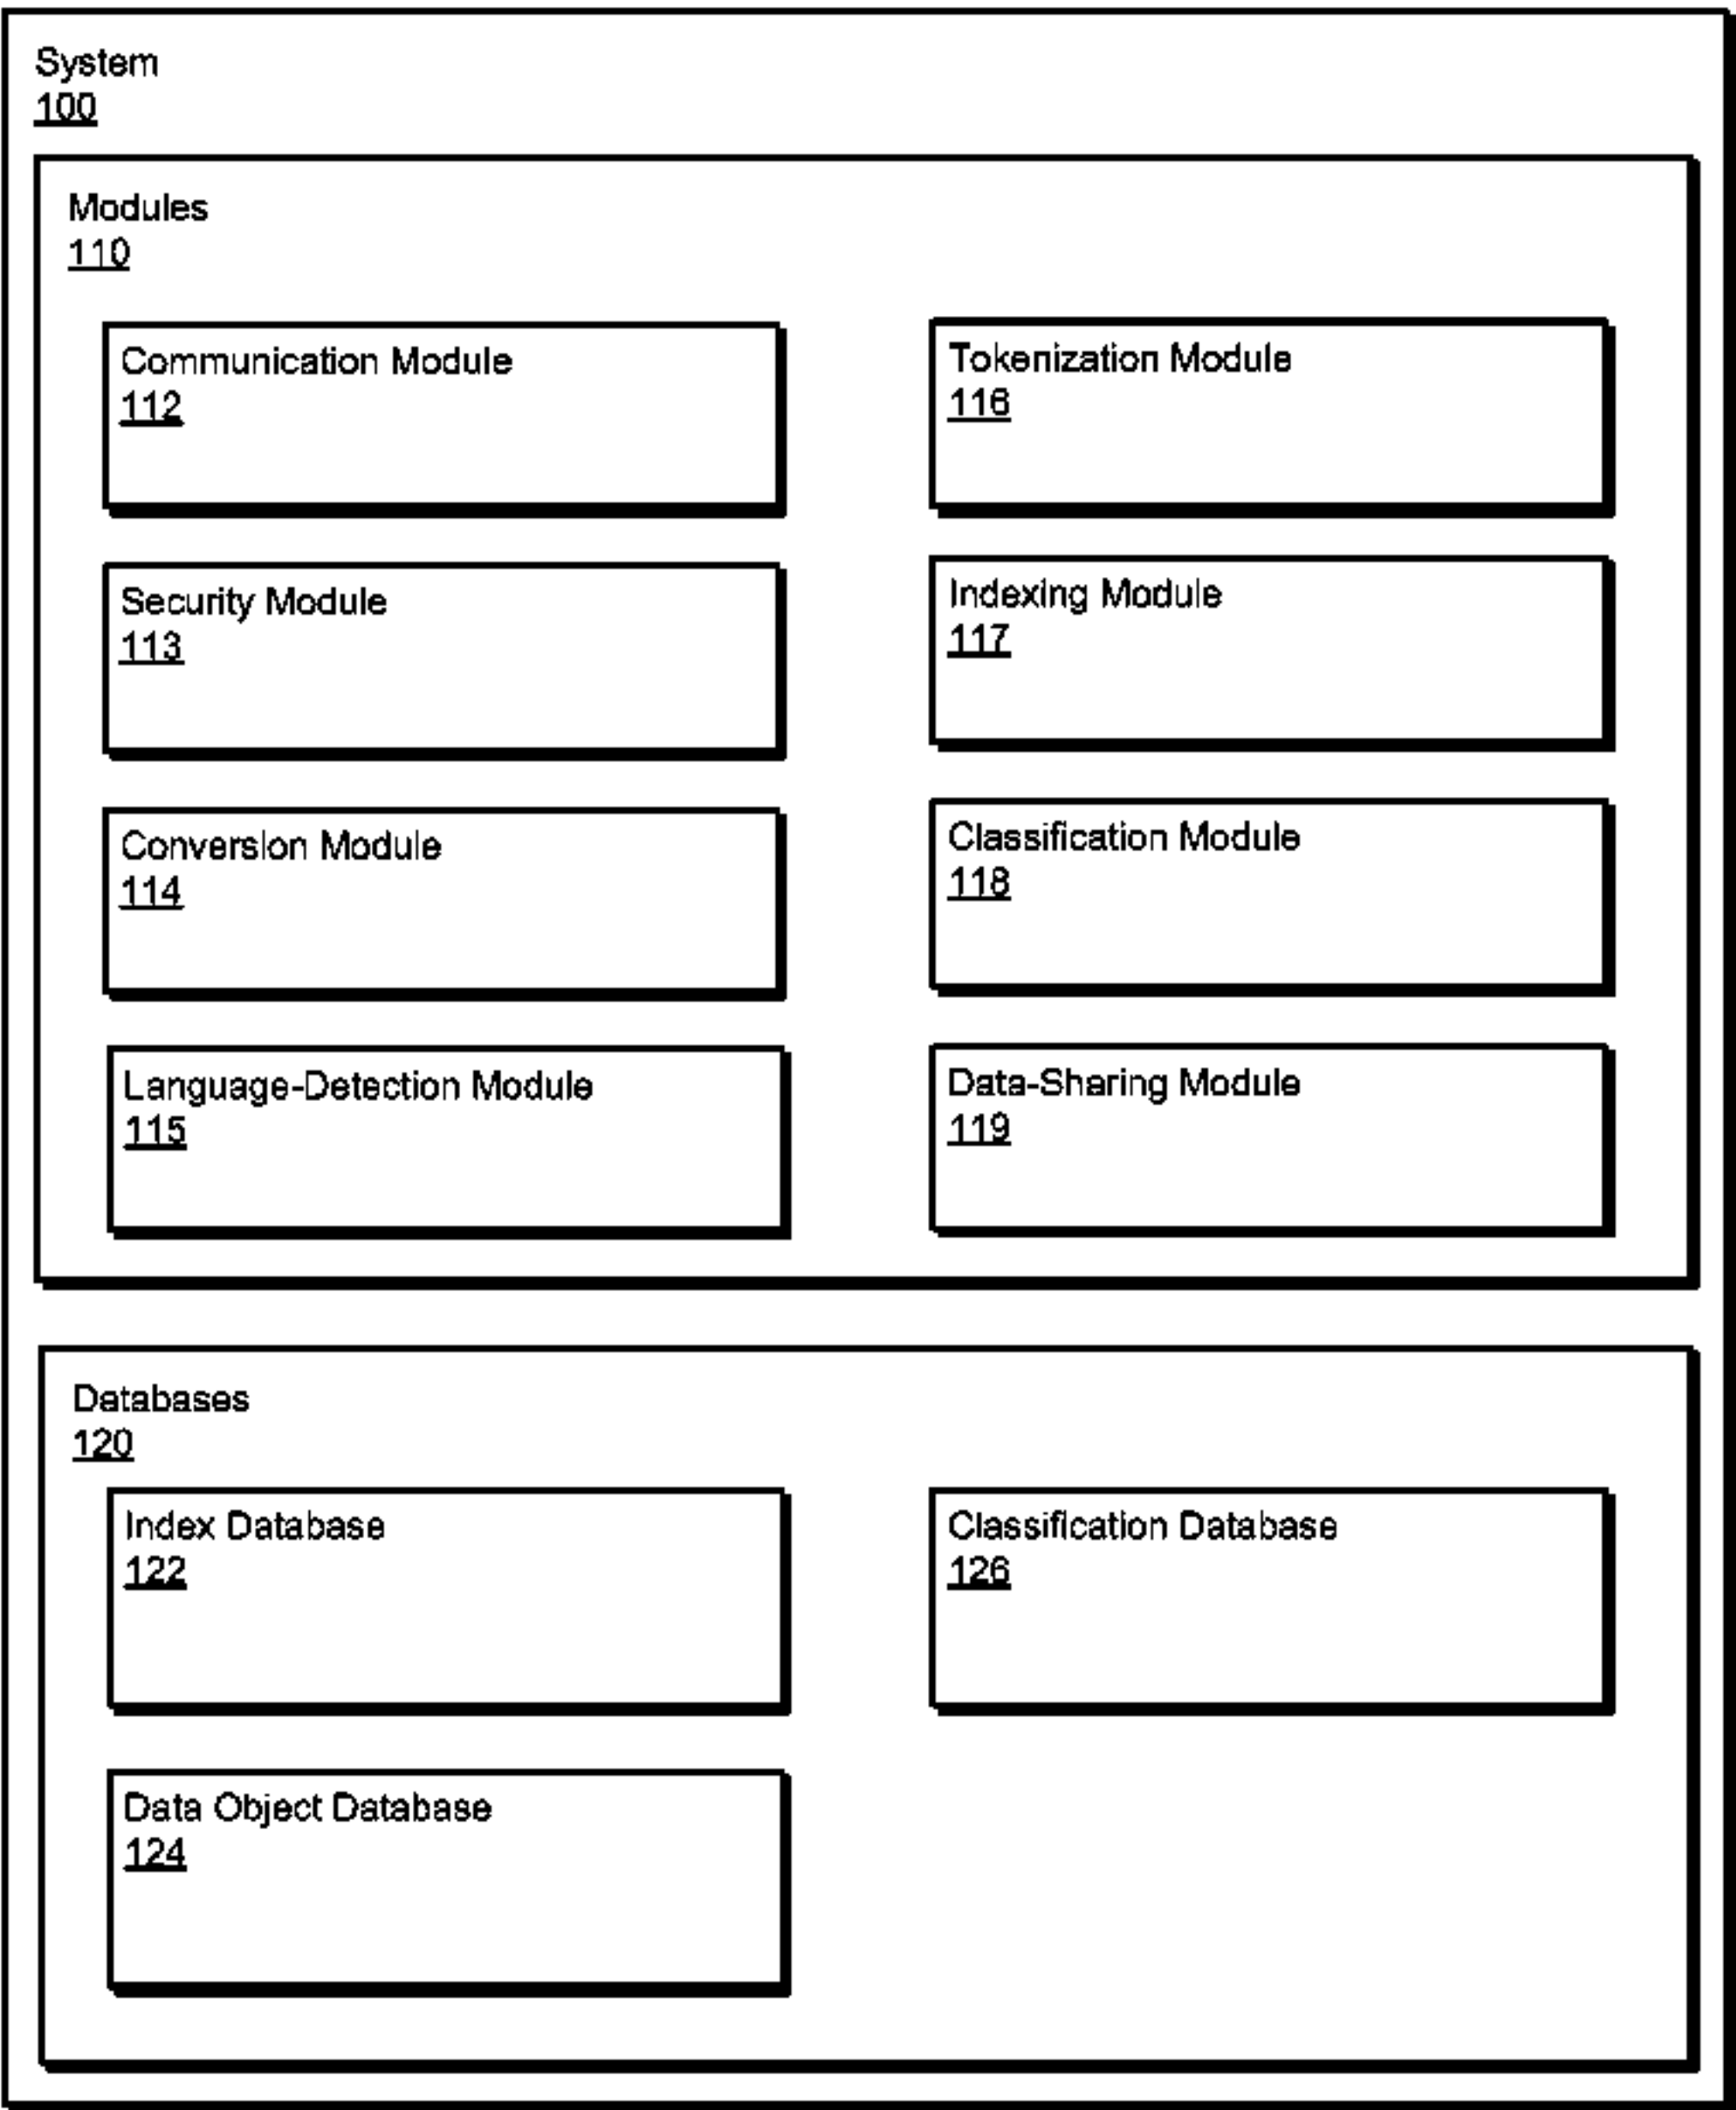 System
100
Modules
110
Communication Module
112
Security Module
113
Conversion Module
114
Language-Detection Module
115
Tokenization Module
116
Indexing Module
117
Classification Module
118
Data-Sharing Module
119
Databases
120
Index Database
122
Data Object Database
124
Classification Database
126